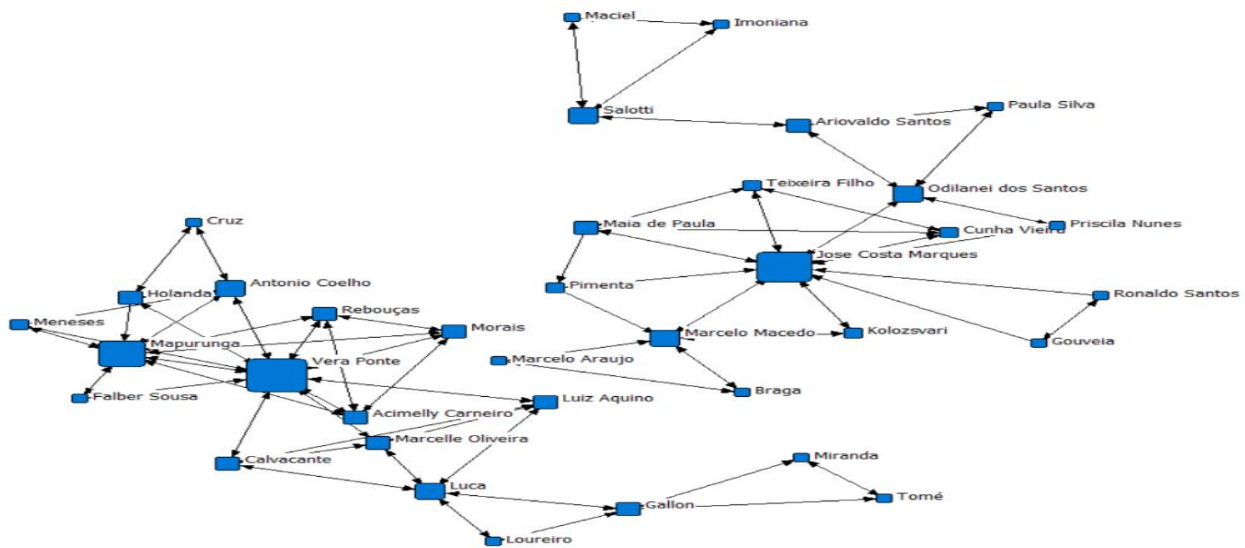 Maciel
Imoniana
Salotti
Ariovaldo Santos
Paula Silva
Teixeira Filho
Odilanei dos Santos
Maia de Paula
Cunha Vieira
Priscila Nunes
Jose Costa Marques
Pimenta
Ronaldo Santos
Marcelo Macedo
Kolozsvari
Gouveia
Marcelo Araujo
Braga
Cruz
Antonio Coelho
Holanda
Rebouças
Meneses
Morais
Mapurunga
Vera Ponte
Falber Sousa
Luiz Aquino
Acimelly Carneiro
Marcelle Oliveira
Calvacante
Luca
Gallon
Loureiro
Miranda
Tomé